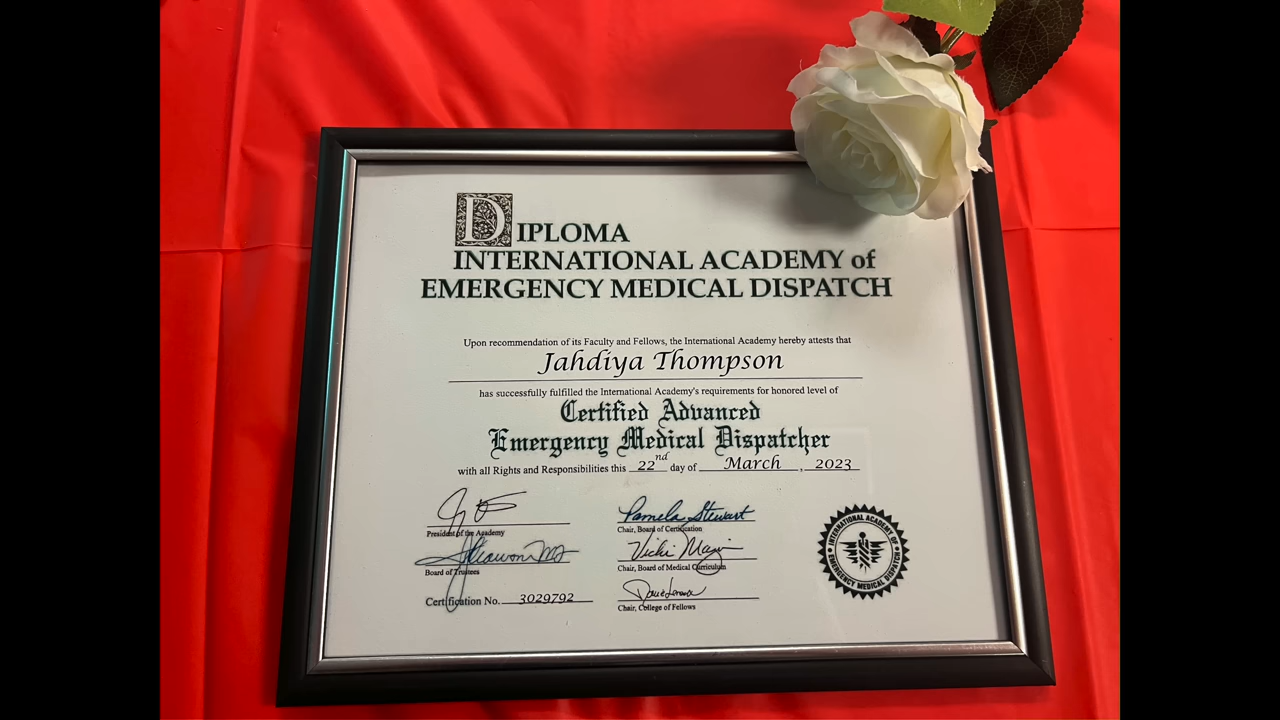 DIPLOMA
INTERNATIONAL ACADEMY of
EMERGENCY MEDICAL DISPATCH
Upon recommendation of its Faculty and Fellows, the International Academy hereby attests that
Jahdiya Thompson
has successfully fulfilled the International Academy's requirements for honored level of
Certified Advanced
Emergency Medical Dispatcher
with all Rights and Responsibilities this 22nd day of March, 2023
President of the Academy
Pamela Stewart
Chair, Board of Certification
Board of Trustees
Vicki
Chair, Board of Medical Curriculum
Certification No. 3029792
Chair, College of Fellows
INTERNATIONAL ACADEMY OF
EMERGENCY MEDICAL DISPATCH